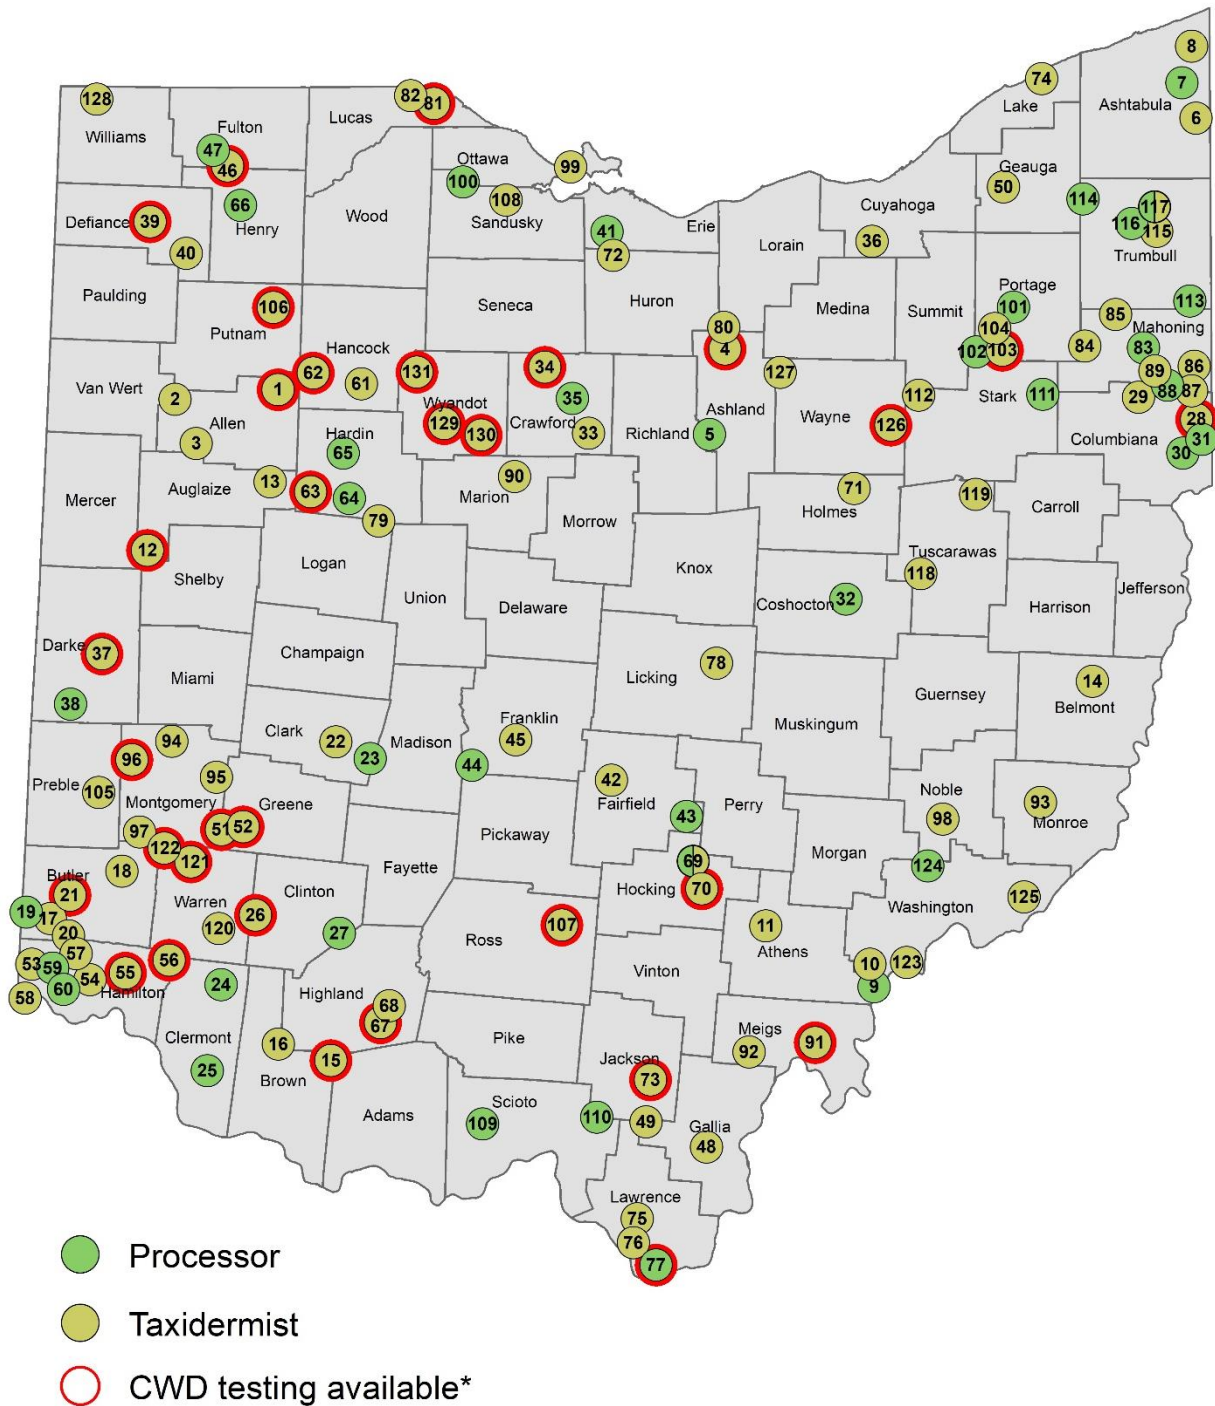 8
74
7
Lake
Ashtabula
6
128
82
81
Lucas
Williams
Fulton
47
46
Ottawa
99
100
108
Sandusky
Geauga
50
114
117
116
115
Trumbull
Cuyahoga
36
66
Henry
Wood
Defiance
39
40
41
Erie
72
Lorain
Paulding
106
Putnam
Seneca
Huron
Medina
Summit
Portage
101
104
102
103
113
85
Mahoning
83
84
89
86
88
87
29
28
31
30
Columbiana
80
4
Hancock
62
61
131
34
Van Wert
2
1
Wyandot
129
130
35
Crawford
33
Richland
5
Ashland
127
Wayne
126
112
Stark
111
Allen
3
Hardin
65
Mercer
Auglaize
13
63
64
79
90
Marion
Morrow
71
Holmes
119
Carroll
12
Shelby
Logan
Union
Delaware
Knox
Tuscarawas
118
Coshocton
32
Harrison
Jefferson
Darke
37
38
Miami
Champaign
Licking
78
Guernsey
14
Belmont
Muskingum
Clark
22
23
Madison
Franklin
45
44
94
96
95
Preble
105
Montgomery
Greene
42
Fairfield
43
Perry
Noble
98
93
Monroe
97
51
52
122
121
Pickaway
Morgan
Fayette
69
70
Hocking
124
125
Washington
18
Butler
21
19
17
20
Clinton
Warren
26
120
27
107
Ross
11
Athens
10
123
9
57
53
59
54
60
58
55
Hamilton
56
24
Highland
68
67
Vinton
Meigs
91
92
Clermont
25
16
15
Brown
Pike
Jackson
73
Adams
Scioto
109
110
49
Gallia
48
Lawrence
75
76
77
Processor
Taxidermist
CWD testing available*